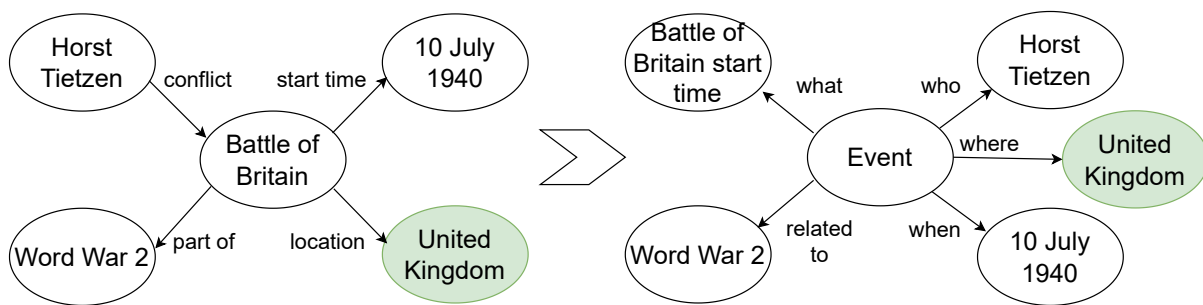 Horst
Tietzen
conflict
start time
10 July
1940
Battle of
Britain
Word War 2
part of
location
United
Kingdom
Battle of
Britain start
time
what
who
Horst
Tietzen
Event
where
United
Kingdom
Word War 2
related
to
when
10 July
1940